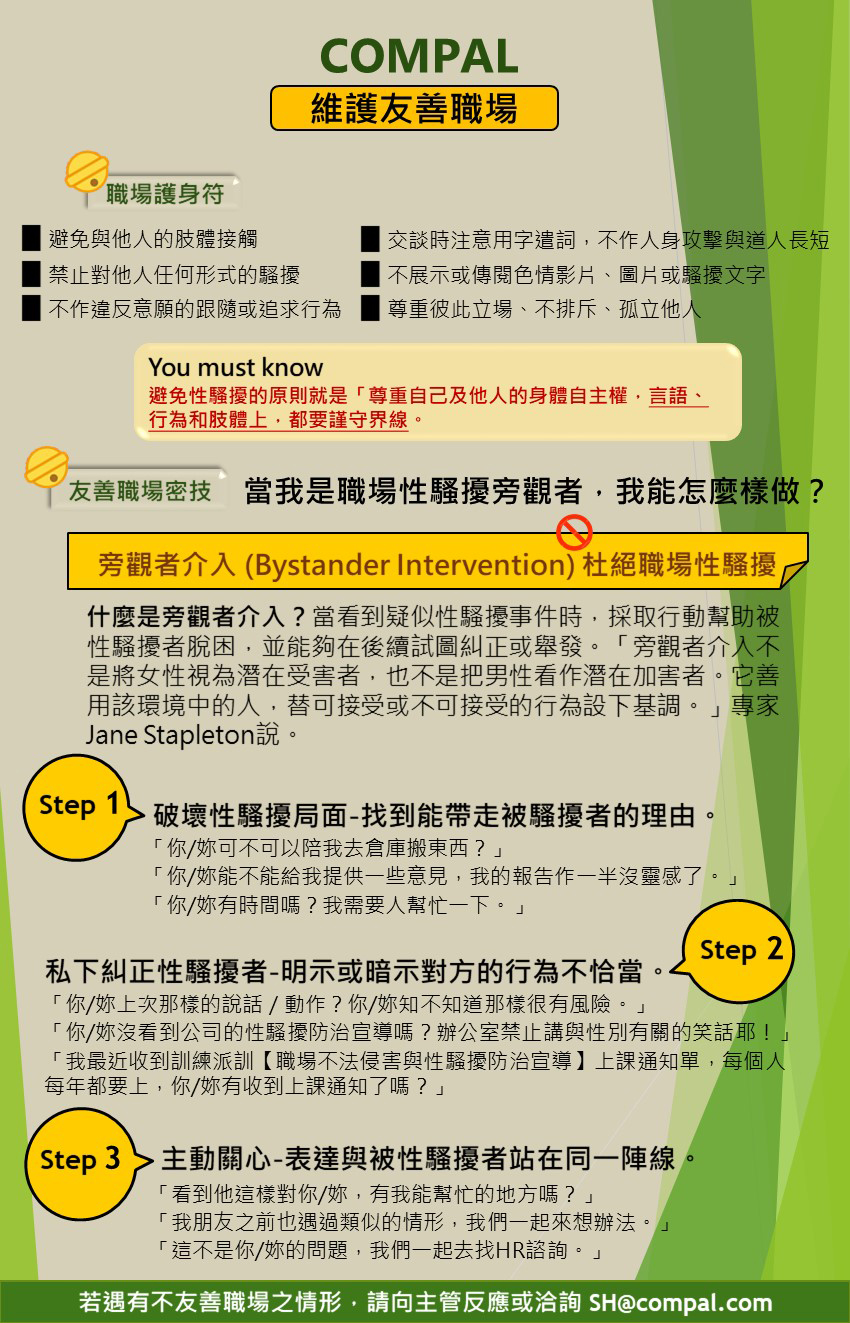 COMPAL
維護友善職場
職場護身符
避免與他人的肢體接觸
禁止對他人任何形式的騷擾
不作違反意願的跟隨或追求行為
交談時注意用字遣詞，不作人身攻擊與道人長短
不展示或傳閱色情影片、圖片或騷擾文字
尊重彼此立場、不排斥、孤立他人
You must know
避免性騷擾的原則就是「尊重自己及他人的身體自主權，言語、
行為和肢體上，都要謹守界線。
友善職場密技
當我是職場性騷擾旁觀者，我能怎麼樣做？
旁觀者介入 (Bystander Intervention) 杜絕職場性騷擾
什麼是旁觀者介入？當看到疑似性騷擾事件時，採取行動幫助被
性騷擾者脫困，並能夠在後續試圖糾正或舉發。「旁觀者介入不
是將女性視為潛在受害者，也不是把男性看作潛在加害者。它善
用該環境中的人，替可接受或不可接受的行為設下基調。」專家
Jane Stapleton說。
Step 1
破壞性騷擾局面-找到能帶走被騷擾者的理由。
「你/妳可不可以陪我去倉庫搬東西？」
「你/妳能不能給我提供一些意見，我的報告作一半沒靈感了。」
「你/妳有時間嗎？我需要人幫忙一下。」
Step 2
私下糾正性騷擾者-明示或暗示對方的行為不恰當。
「你/妳上次那樣的說話 / 動作？你/妳知不知道那樣很有風險。」
「你/妳沒看到公司的性騷擾防治宣導嗎？辦公室禁止講與性別有關的笑話耶！」
「我最近收到訓練派訓【職場不法侵害與性騷擾防治宣導】上課通知單，每個人
每年都要上，你/妳有收到上課通知了嗎？」
Step 3
主動關心-表達與被性騷擾者站在同一陣線。
「看到他這樣對你/妳，有我能幫忙的地方嗎？」
「我朋友之前也遇過類似的情形，我們一起來想辦法。」
「這不是你/妳的問題，我們一起去找HR諮詢。」
若遇有不友善職場之情形，請向主管反應或洽詢 SH@compal.com